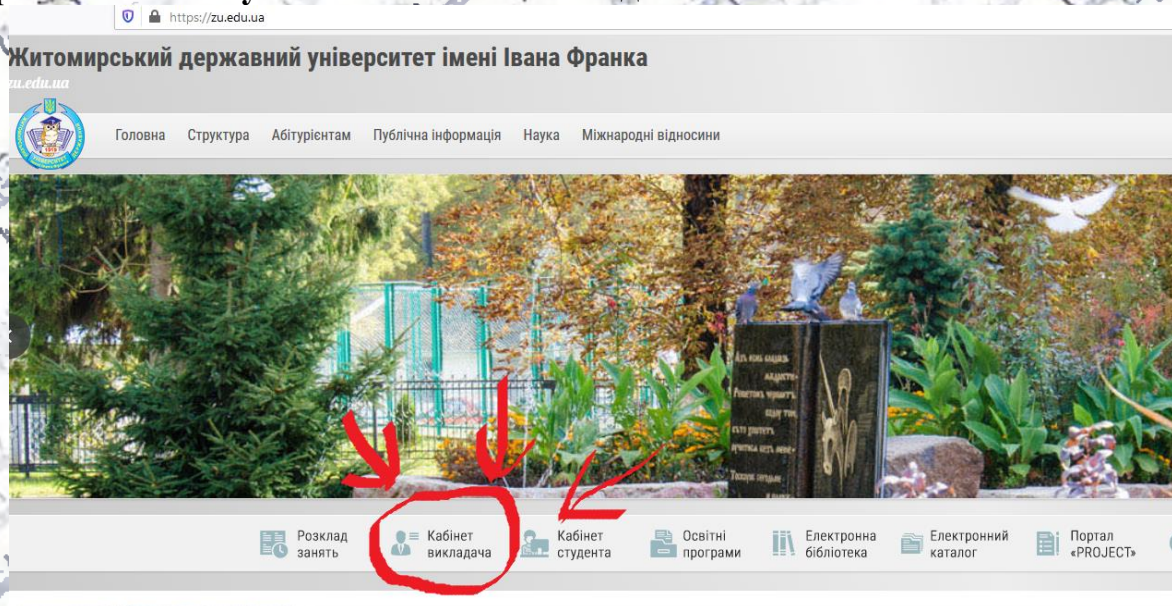 https://zu.edu.ua
Житомирський державний університет імені Івана Франка
zu.edu.ua
Головна Структура Абітурієнтам Публічна інформація Наука Міжнародні відносини
Розклад занять
Кабінет викладача
Кабінет студента
Освітні програми
Електронна бібліотека
Електронний каталог
Портал «PROJECT»